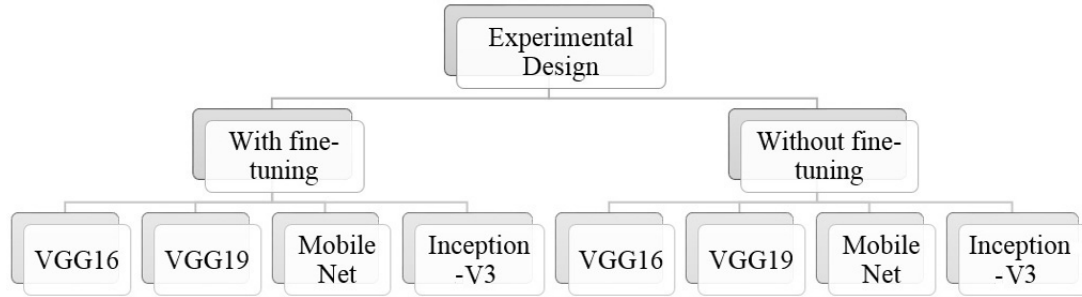 Experimental
Design
With fine-
tuning
Without fine-
tuning
VGG16
VGG19
Mobile
Net
Inception
-V3
VGG16
VGG19
Mobile
Net
Inception
-V3